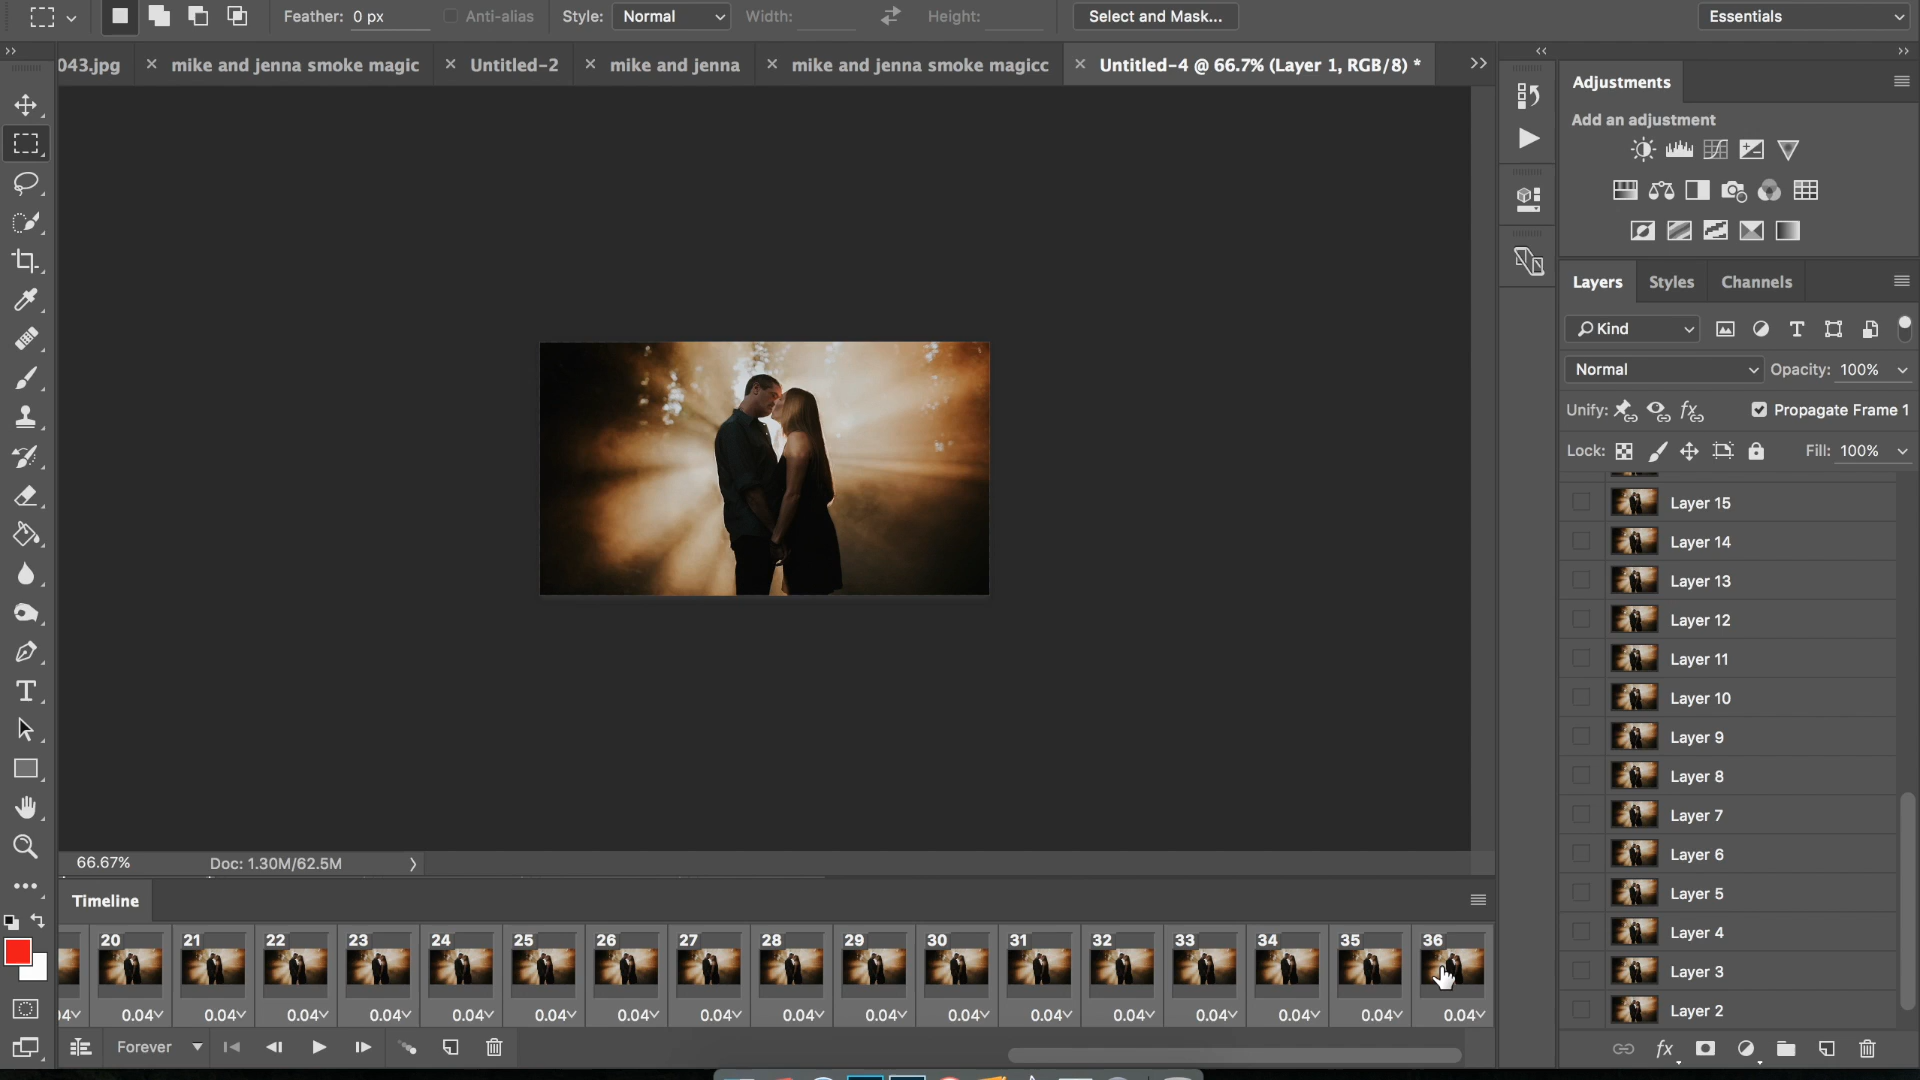 Feather: 0 px Anti-alias Style: Normal Width: Height: Select and Mask... Essentials
043.jpg × mike and jenna smoke magic × Untitled-2 × mike and jenna × mike and jenna smoke magicc × Untitled-4 @ 66.7% (Layer 1, RGB/8) *
Adjustments
Add an adjustment
Layers Styles Channels
Kind
Normal Opacity: 100%
Unify: Propagate Frame 1
Lock: Fill: 100%
Layer 15
Layer 14
Layer 13
Layer 12
Layer 11
Layer 10
Layer 9
Layer 8
Layer 7
Layer 6
Layer 5
Layer 4
Layer 3
Layer 2
66.67% Doc: 1.30M/62.5M
Timeline
20 21 22 23 24 25 26 27 28 29 30 31 32 33 34 35 36
0.04 0.04 0.04 0.04 0.04 0.04 0.04 0.04 0.04 0.04 0.04 0.04 0.04 0.04 0.04 0.04 0.04
Forever